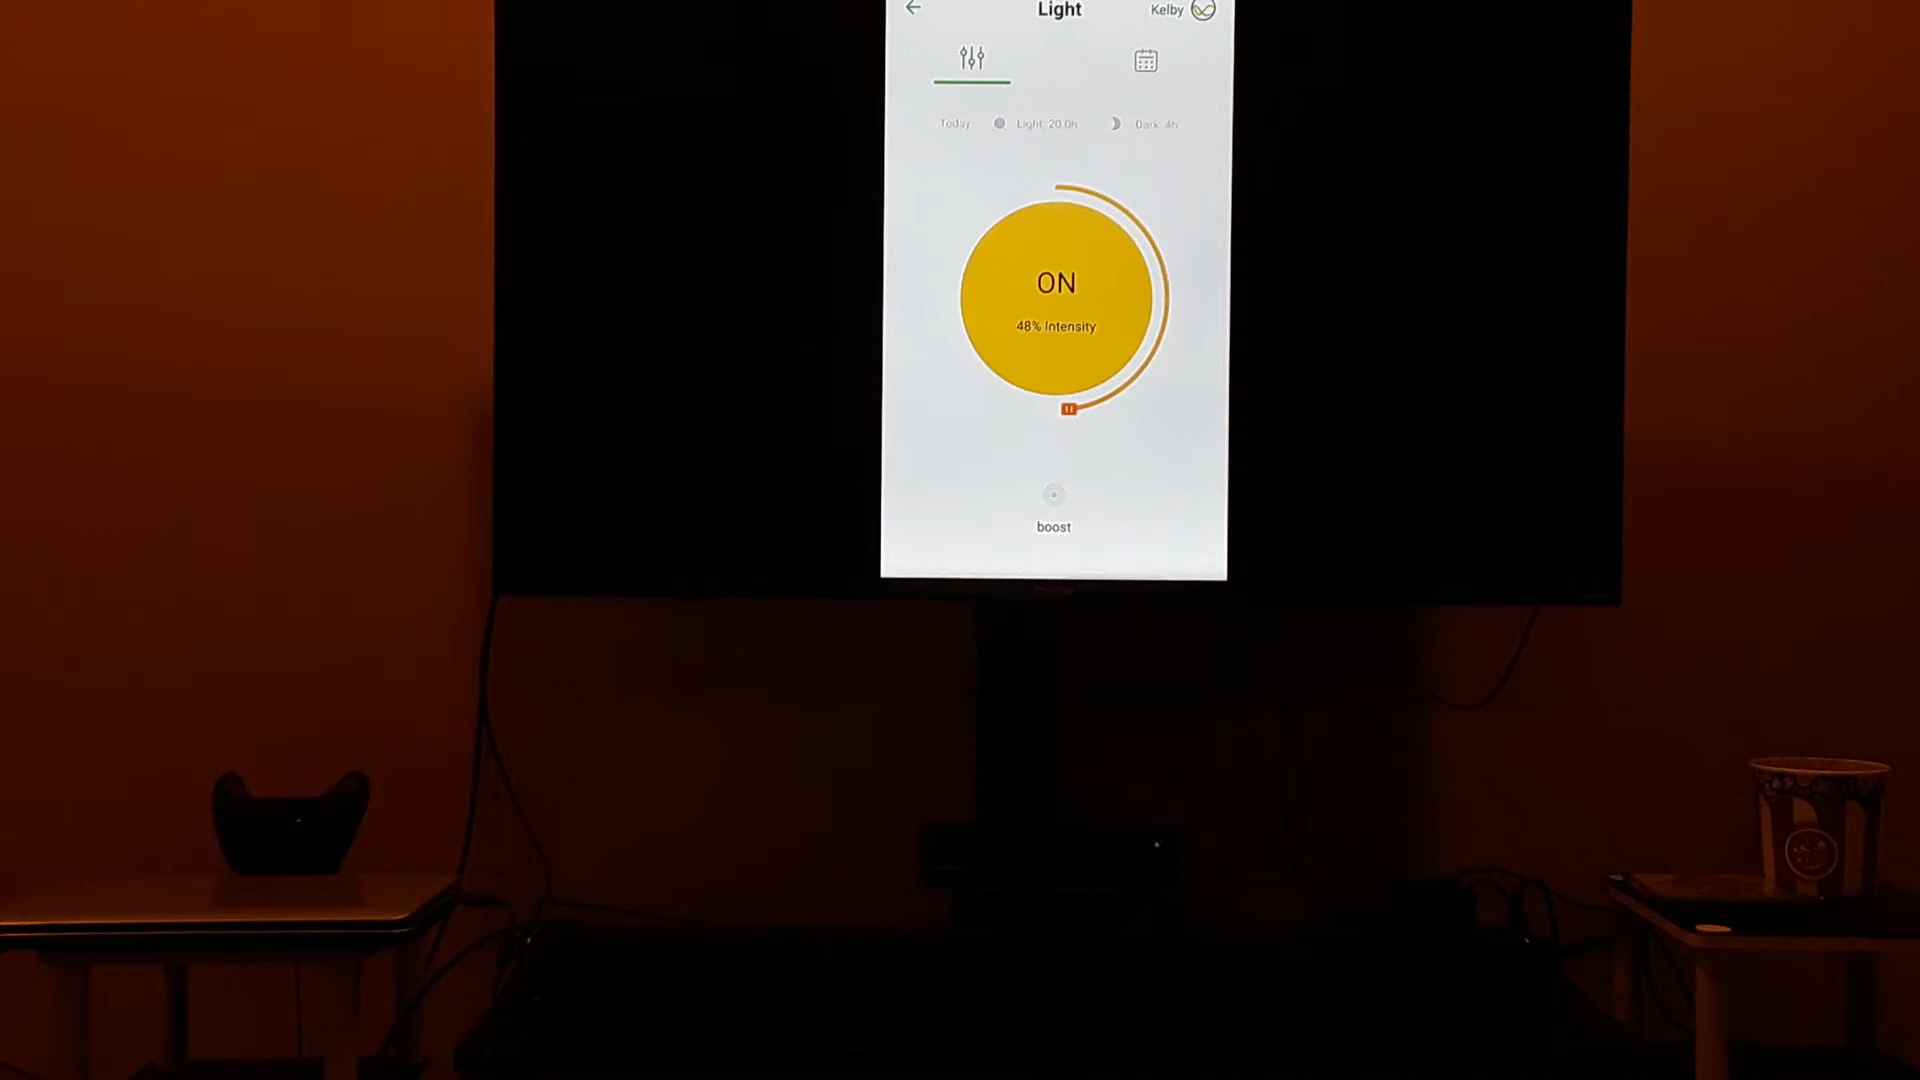 Light
Kelby
Today
Light: 20.0h
Dark: 4h
ON
48% Intensity
boost